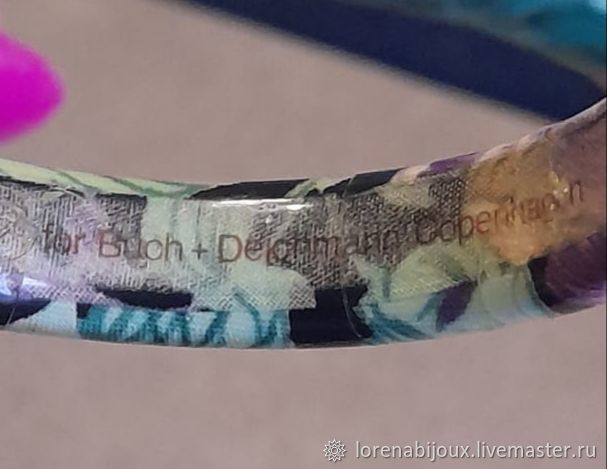 for Buch + Deichmann Copenhagen
lorenabijoux.livemaster.ru